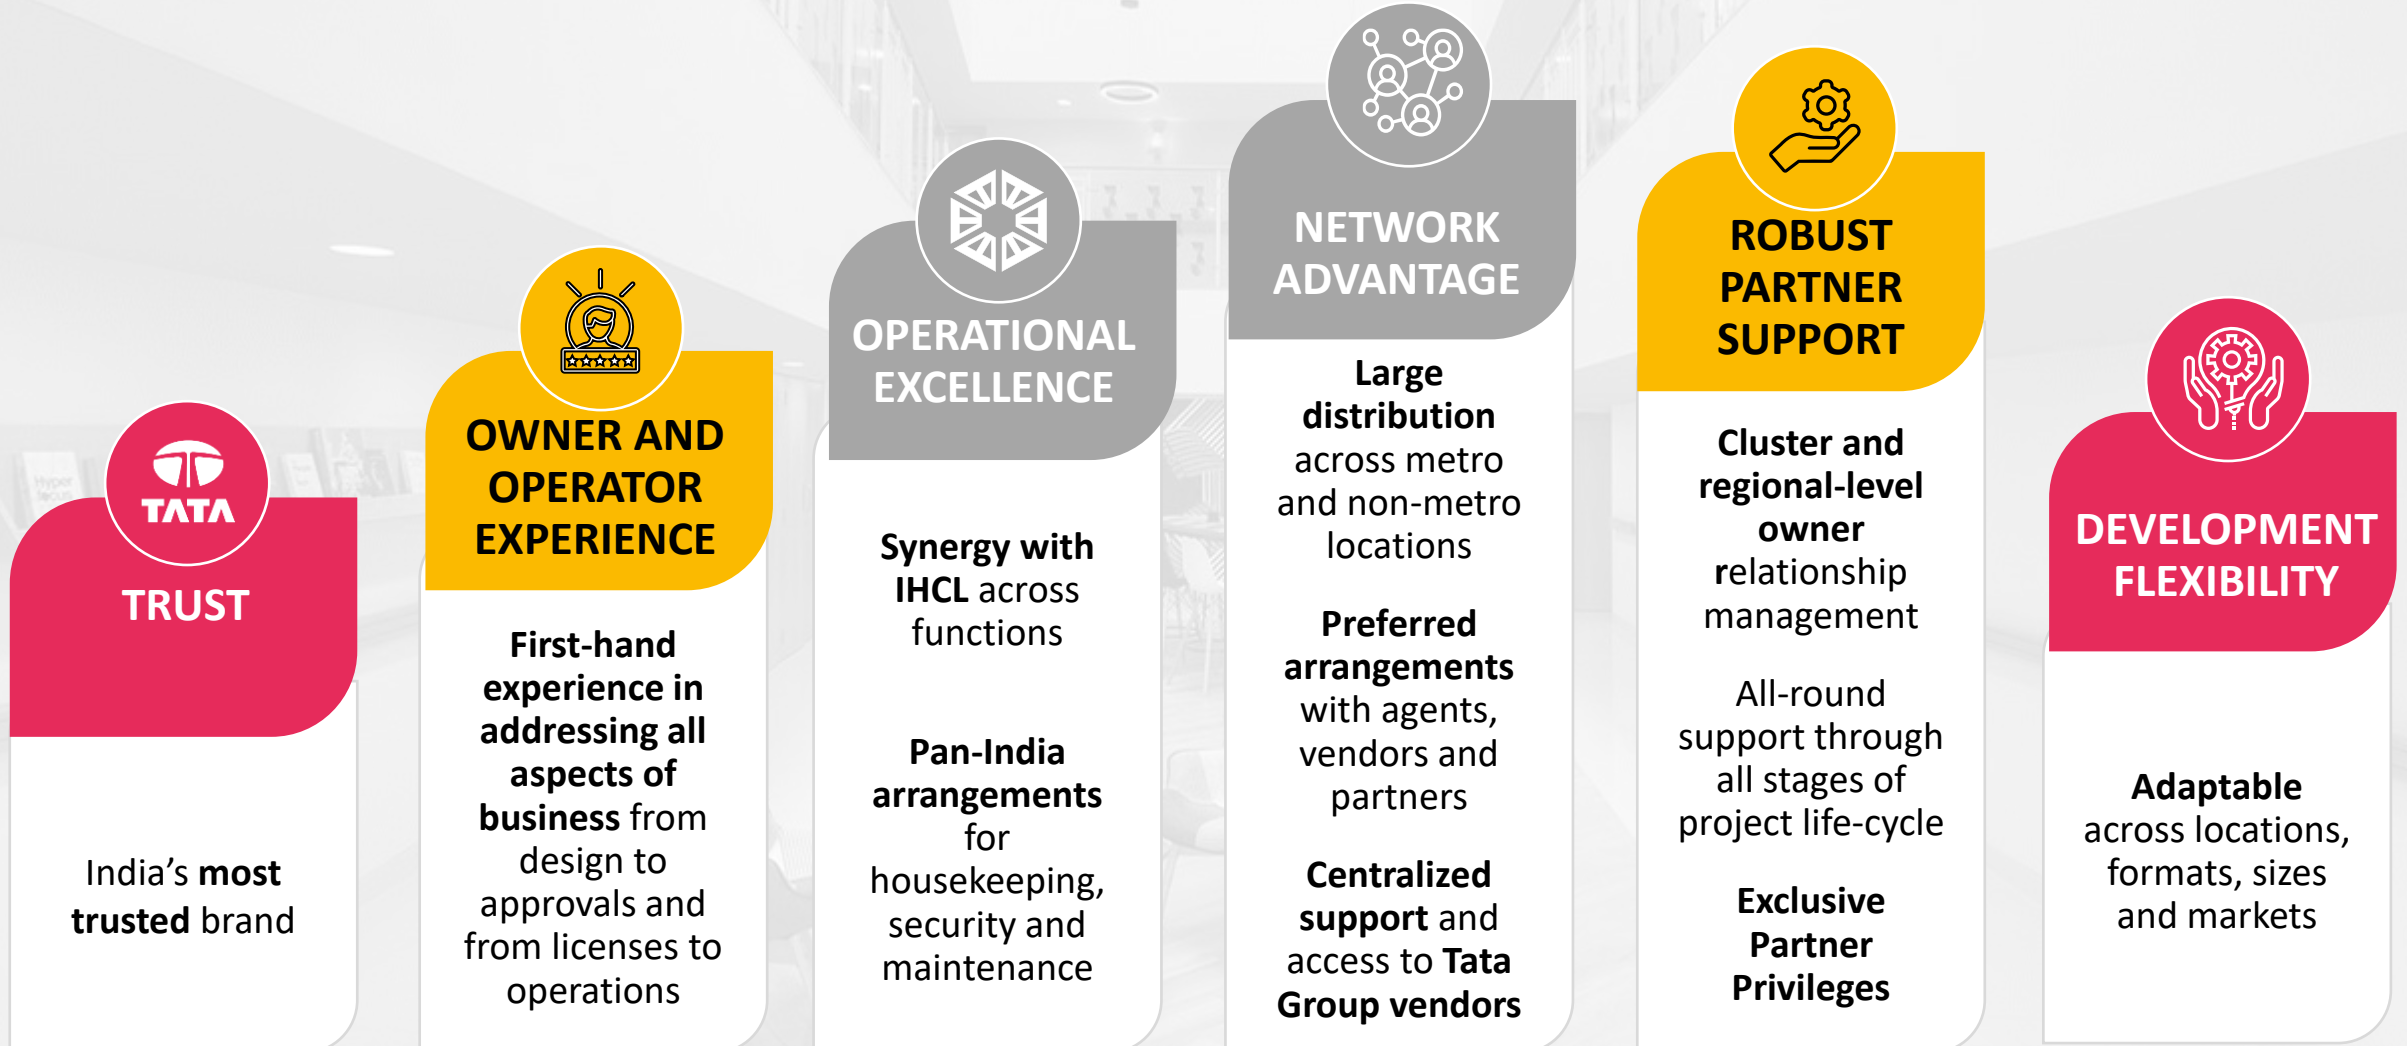 TATA
TRUST
India's most
trusted brand
OWNER AND
OPERATOR
EXPERIENCE
First-hand
experience in
addressing all
aspects of
business from
design to
approvals and
from licenses to
operations
OPERATIONAL
EXCELLENCE
Synergy with
IHCL across
functions
Pan-India
arrangements
for
housekeeping,
security and
maintenance
NETWORK
ADVANTAGE
Large
distribution
across metro
and non-metro
locations
Preferred
arrangements
with agents,
vendors and
partners
Centralized
support and
access to Tata
Group vendors
ROBUST
PARTNER
SUPPORT
Cluster and
regional-level
owner
relationship
management
All-round
support through
all stages of
project life-cycle
Exclusive
Partner
Privileges
DEVELOPMENT
FLEXIBILITY
Adaptable
across locations,
formats, sizes
and markets